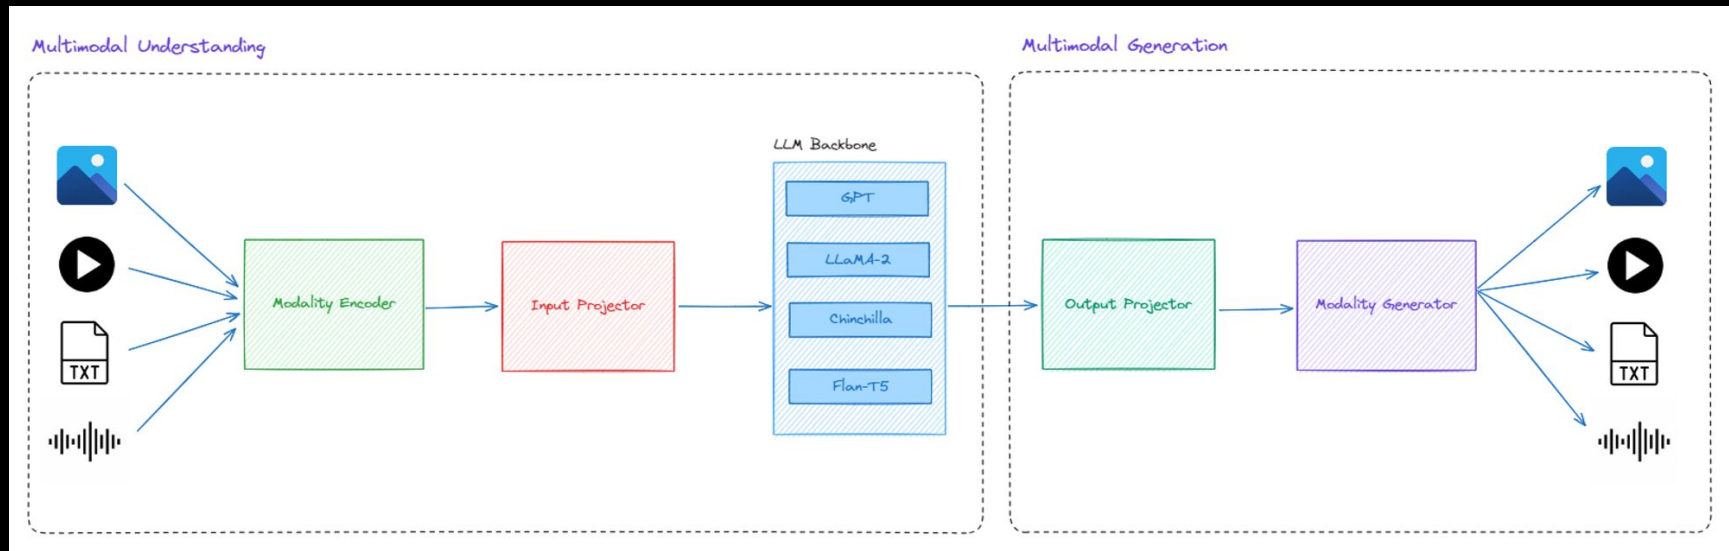 Multimodal Understanding
Multimodal Generation
LLM Backbone
GPT
LLaMA-2
Modality Encoder
Input Projector
Chinchilla
Output Projector
Modality Generator
TXT
Flan-T5
TXT